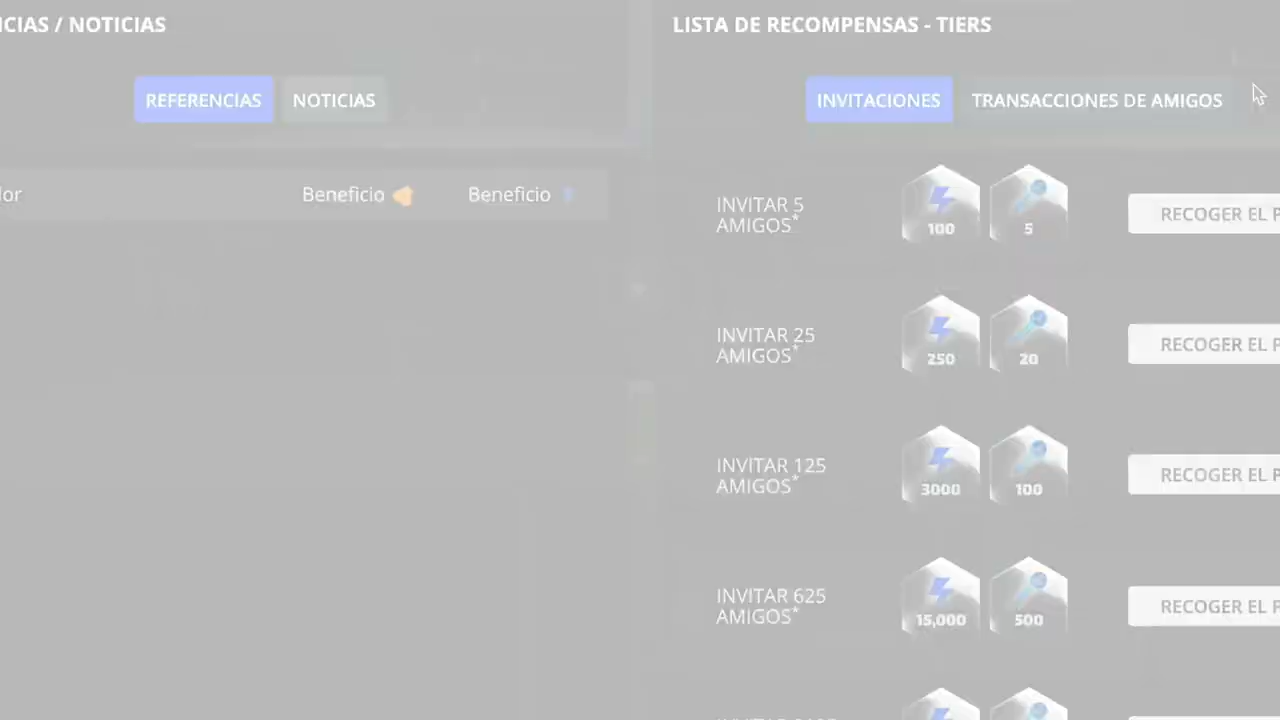 CIAS / NOTICIAS
REFERENCIAS
NOTICIAS
Beneficio
Beneficio
LISTA DE RECOMPENSAS - TIERS
INVITACIONES
TRANSACCIONES DE AMIGOS
INVITAR 5
AMIGOS*
100
5
RECOGER EL P
INVITAR 25
AMIGOS*
250
20
RECOGER EL P
INVITAR 125
AMIGOS*
3000
100
RECOGER EL P
INVITAR 625
AMIGOS*
15,000
500
RECOGER EL P